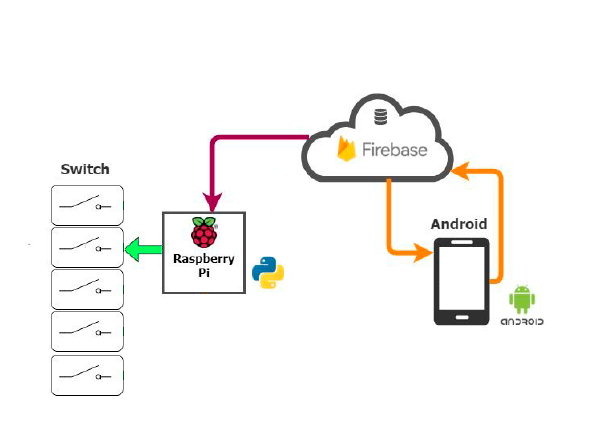 Firebase
Switch
Android
Raspberry
Pi
ANDROID